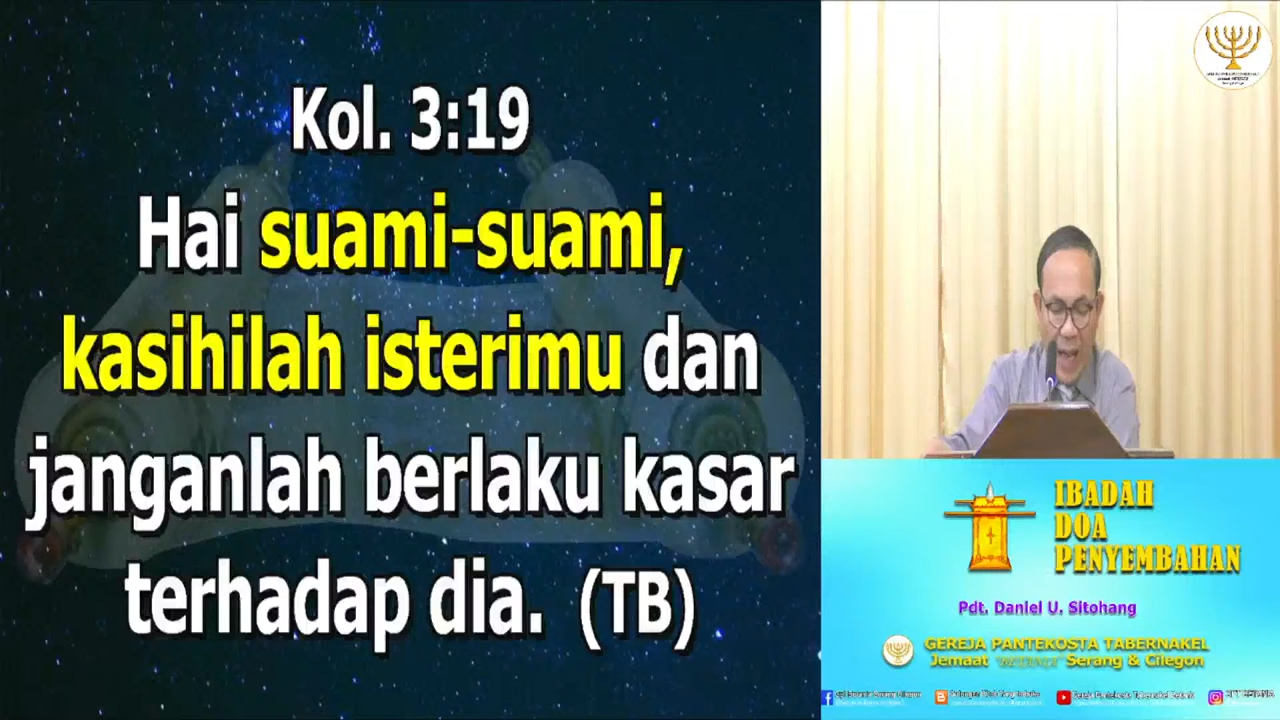 Kol. 3:19
Hai suami-suami,
kasihilah isterimu dan
janganlah berlaku kasar
terhadap dia. (TB)
IBADAH
DOA
PENYEMBAHAN
Pdt. Daniel U. Sitohang
GEREJA PANTEKOSTA TABERNAKEL
Jemaat Serang & Cilegon